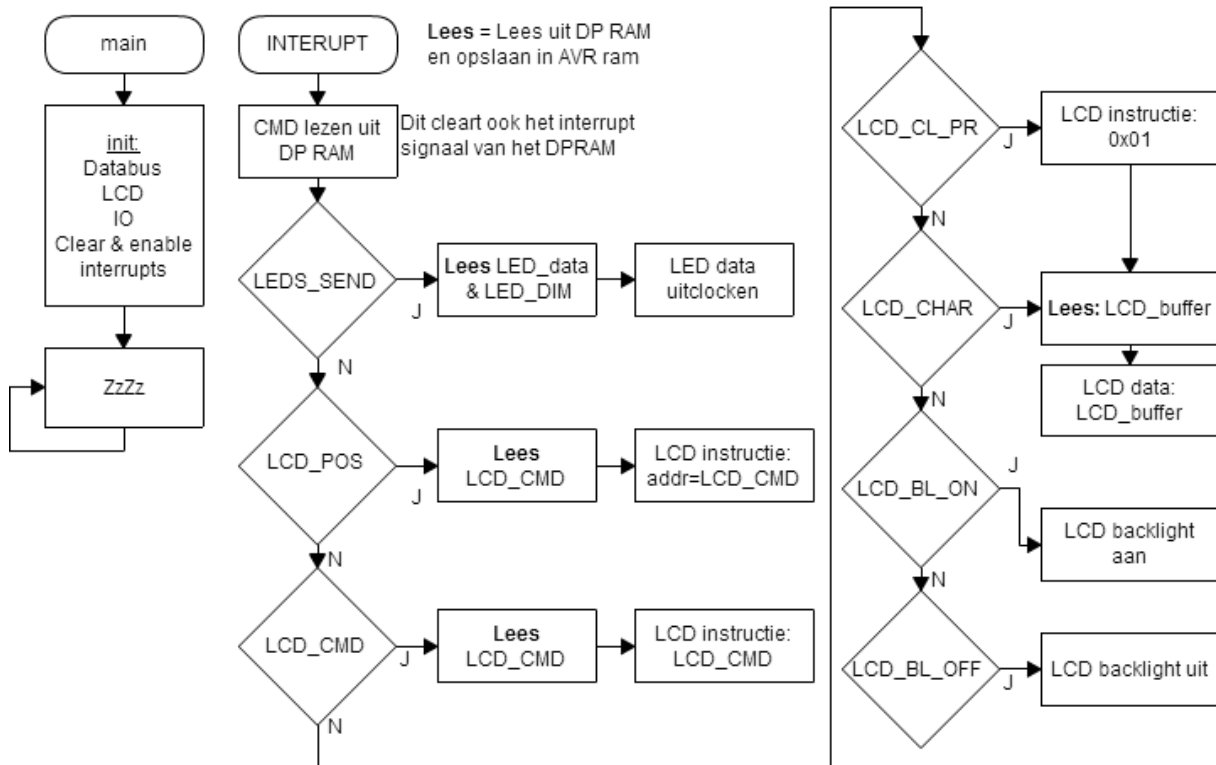 main
init:
Databus
LCD
IO
Clear & enable
interrupts
ZzZz
INTERUPT
Lees = Lees uit DP RAM
en opslaan in AVR ram
CMD lezen uit
DP RAM
Dit cleart ook het interrupt
signaal van het DPRAM
LEDS_SEND
J
N
Lees LED_data
& LED_DIM
LED data
uitclocken
LCD_POS
J
N
Lees
LCD_CMD
LCD instructie:
addr=LCD_CMD
LCD_CMD
J
N
Lees
LCD_CMD
LCD instructie:
LCD_CMD
LCD_CL_PR
J
N
LCD instructie:
0x01
LCD_CHAR
J
N
Lees: LCD_buffer
LCD data:
LCD_buffer
LCD_BL_ON
J
N
LCD backlight
aan
LCD_BL_OFF
J
LCD backlight uit